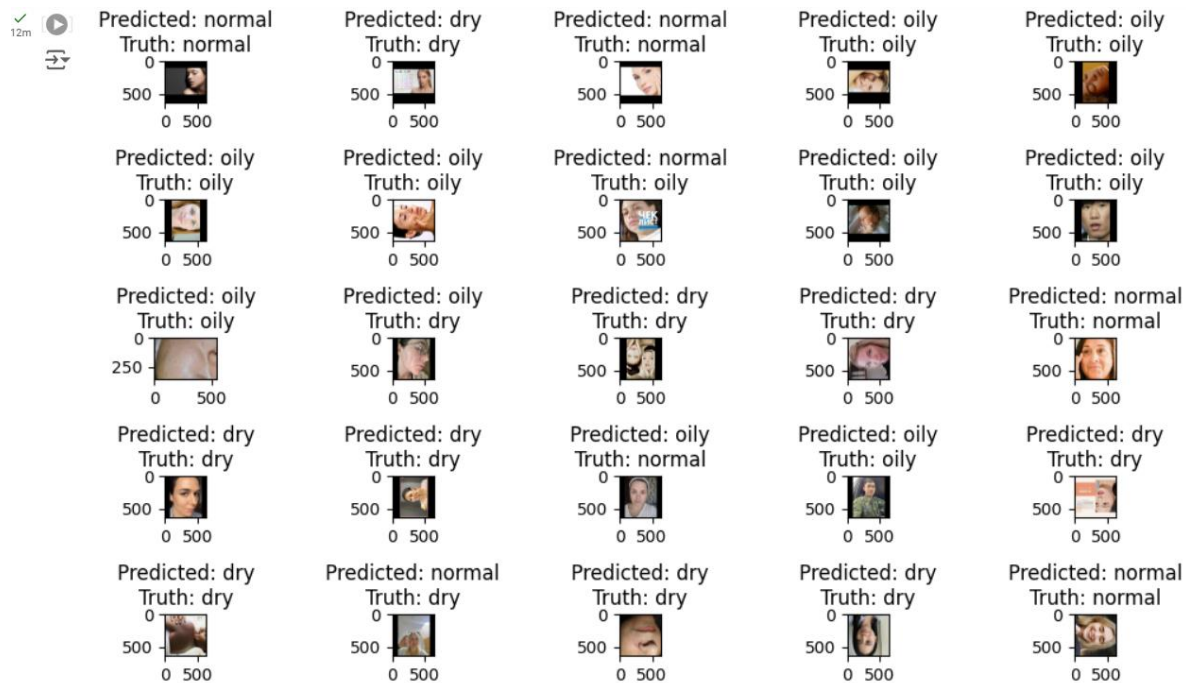 12m
Predicted: normal Predicted: dry Predicted: normal Predicted: oily Predicted: oily
Truth: normal Truth: dry Truth: normal Truth: oily Truth: oily
0 0 0 0 0
500 500 500 500 500
0 500 0 500 0 500 0 500 0 500
Predicted: oily Predicted: oily Predicted: normal Predicted: oily Predicted: oily
Truth: oily Truth: oily Truth: oily Truth: oily Truth: oily
0 0 0 0 0
500 500 500 500 500
0 500 0 500 0 500 0 500 0 500
Predicted: oily Predicted: oily Predicted: dry Predicted: dry Predicted: normal
Truth: oily Truth: dry Truth: dry Truth: dry Truth: normal
0 0 0 0 0
250 500 500 500 500
0 500 0 500 0 500 0 500 0 500
Predicted: dry Predicted: dry Predicted: oily Predicted: oily Predicted: dry
Truth: dry Truth: dry Truth: normal Truth: oily Truth: dry
0 0 0 0 0
500 500 500 500 500
0 500 0 500 0 500 0 500 0 500
Predicted: dry Predicted: normal Predicted: dry Predicted: dry Predicted: normal
Truth: dry Truth: dry Truth: dry Truth: dry Truth: normal
0 0 0 0 0
500 500 500 500 500
0 500 0 500 0 500 0 500 0 500